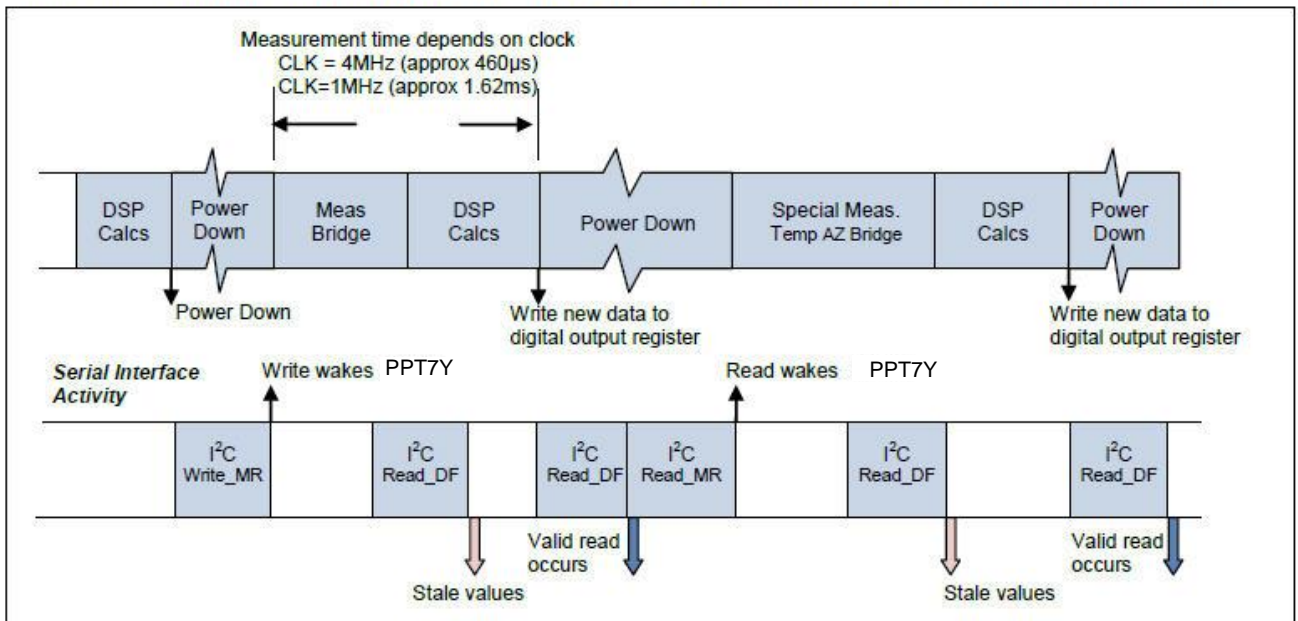 Measurement time depends on clock
CLK = 4MHz (approx 460µs)
CLK=1MHz (approx 1.62ms)
DSP
Calcs
Power
Down
Meas
Bridge
DSP
Calcs
Power Down
Special Meas.
Temp AZ Bridge
DSP
Calcs
Power
Down
Power Down
Write new data to
digital output register
Write new data to
digital output register
Serial Interface
Activity
Write wakes PPT7Y
Read wakes PPT7Y
I²C
Write_MR
I²C
Read_DF
I²C
Read_DF
I²C
Read_MR
I²C
Read_DF
I²C
Read_DF
Stale values
Valid read
occurs
Stale values
Valid read
occurs